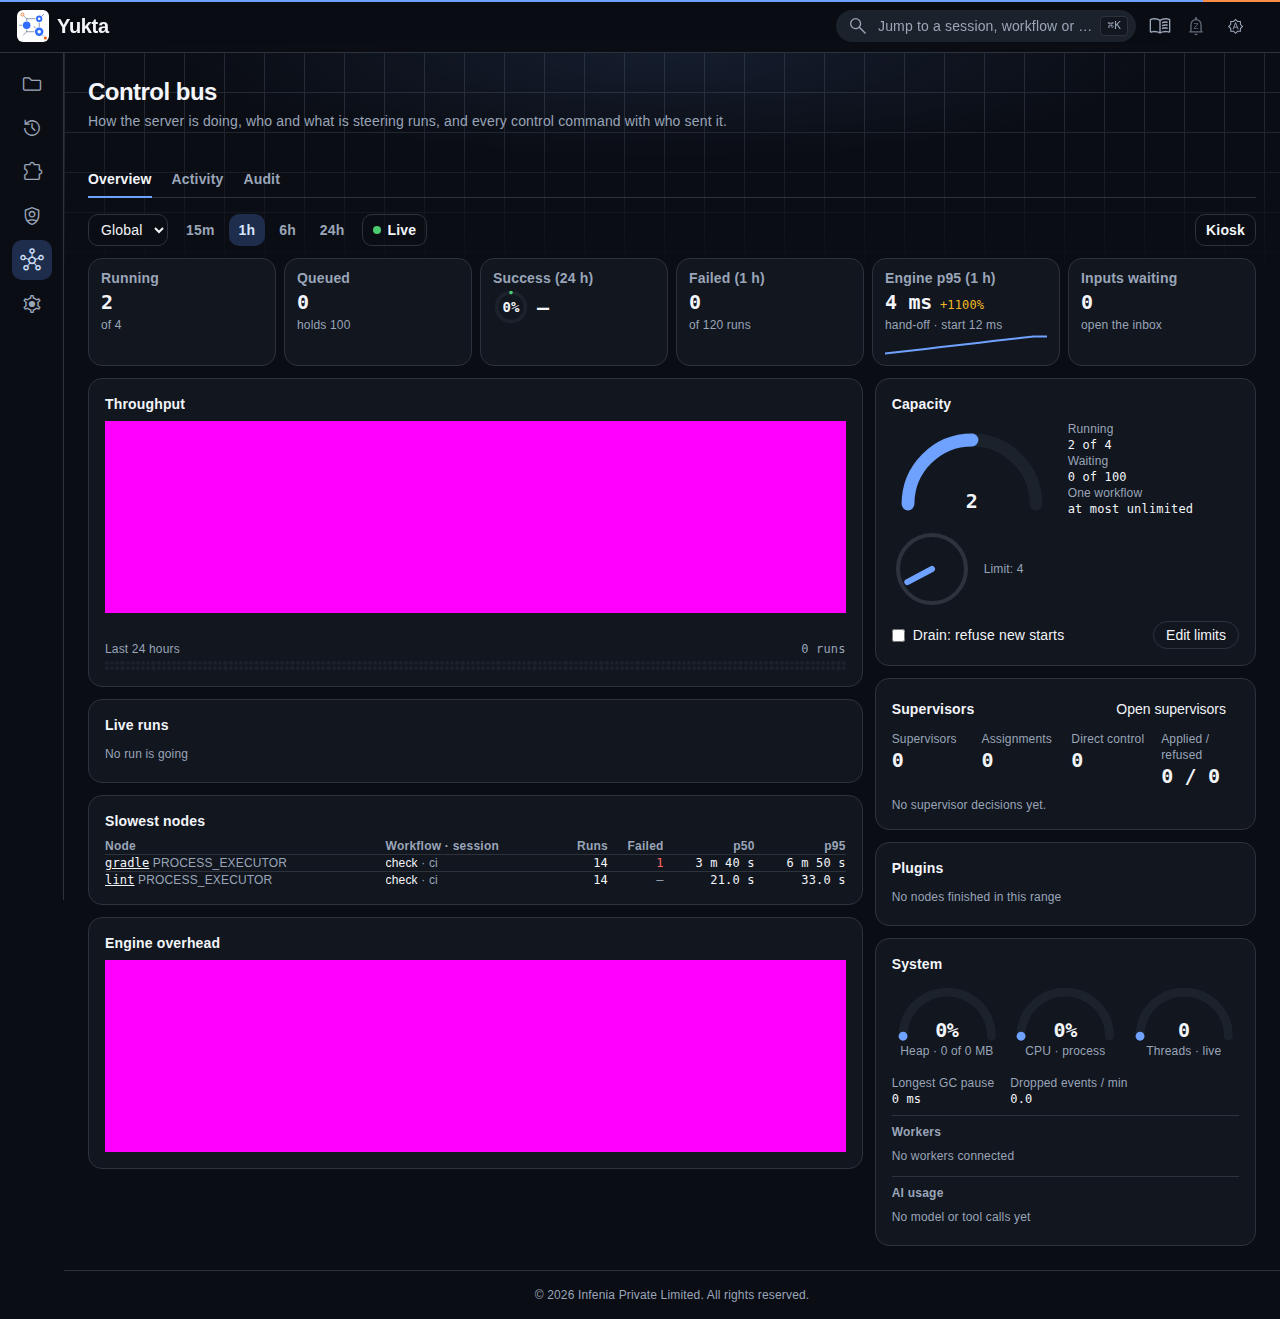 Yukta
Jump to a session, workflow or … ⌘K
Control bus
How the server is doing, who and what is steering runs, and every control command with who sent it.
Overview Activity Audit
Global 15m 1h 6h 24h Live Kiosk
Running
2
of 4
Queued
0
holds 100
Success (24 h)
0% –
Failed (1 h)
0
of 120 runs
Engine p95 (1 h)
4 ms +1100%
hand-off · start 12 ms
Inputs waiting
0
open the inbox
Throughput
Last 24 hours 0 runs
Live runs
No run is going
Slowest nodes
Node Workflow · session Runs Failed p50 p95
gradle PROCESS_EXECUTOR check · ci 14 1 3 m 40 s 6 m 50 s
lint PROCESS_EXECUTOR check · ci 14 – 21.0 s 33.0 s
Engine overhead
Capacity
2
Running
2 of 4
Waiting
0 of 100
One workflow
at most unlimited
Limit: 4
Drain: refuse new starts Edit limits
Supervisors Open supervisors
Supervisors
0
Assignments
0
Direct control
0
Applied / refused
0 / 0
No supervisor decisions yet.
Plugins
No nodes finished in this range
System
0% 0% 0
Heap · 0 of 0 MB CPU · process Threads · live
Longest GC pause Dropped events / min
0 ms 0.0
Workers
No workers connected
AI usage
No model or tool calls yet
© 2026 Infenia Private Limited. All rights reserved.